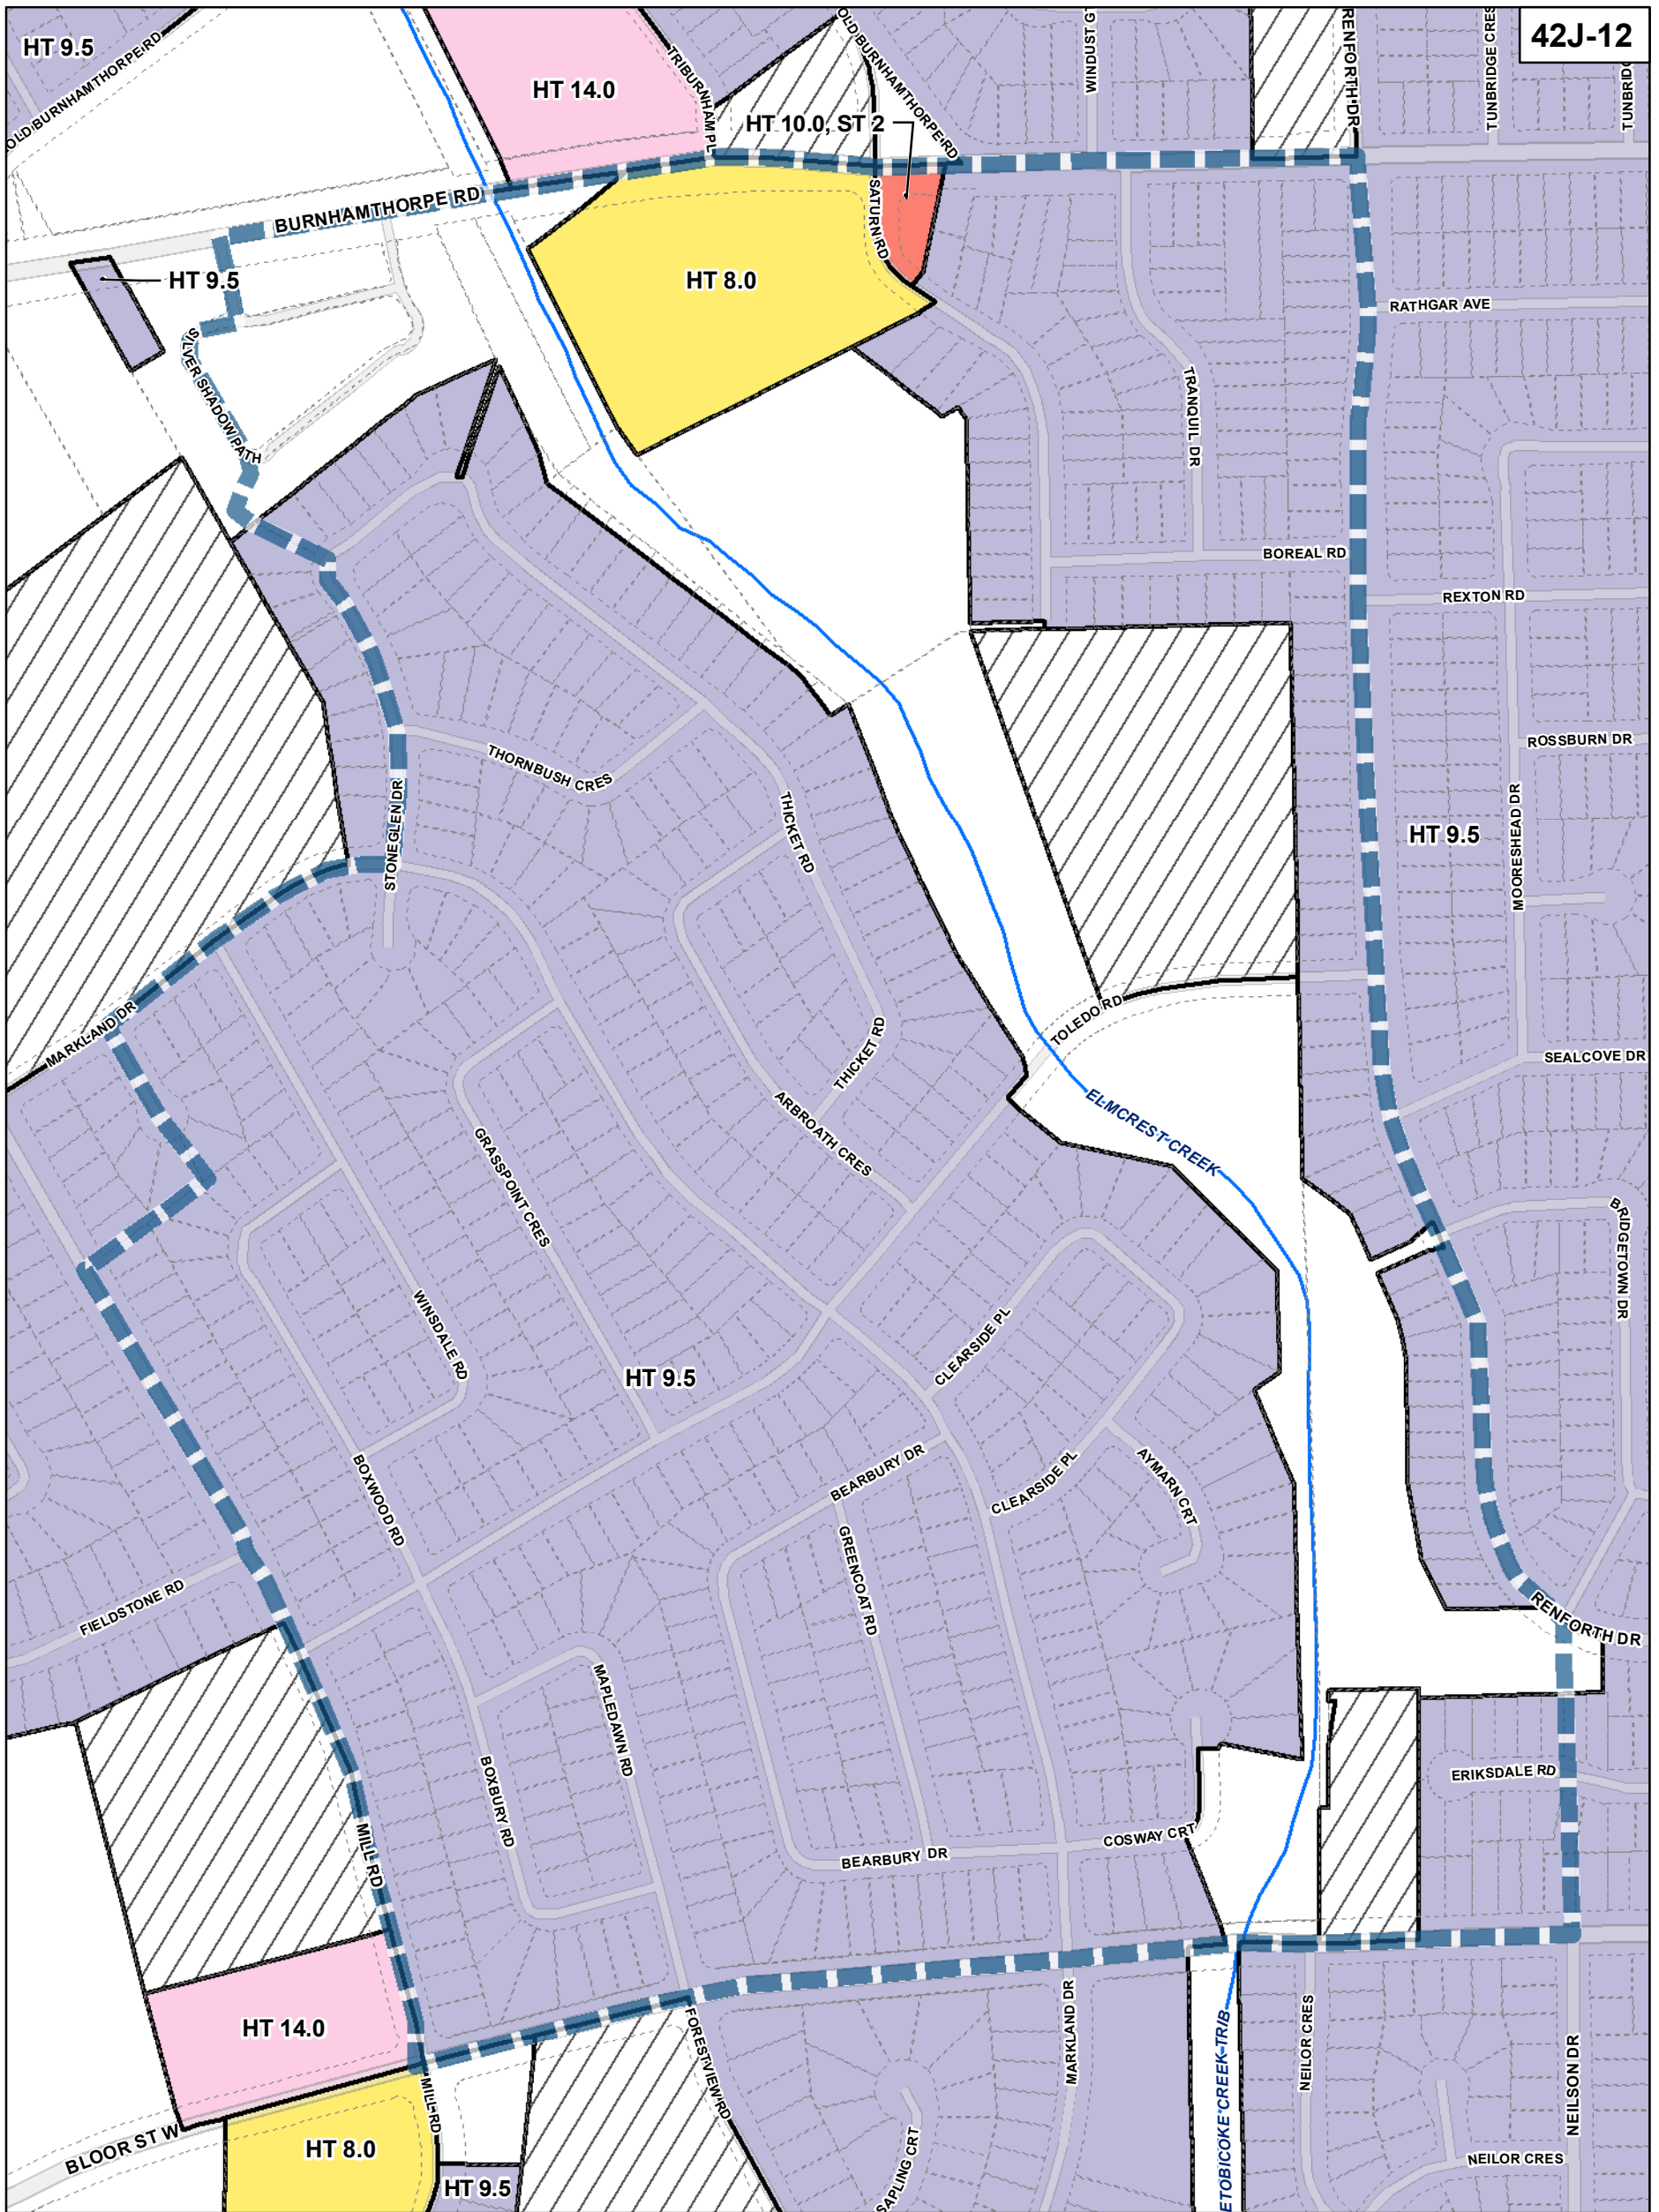 42J-12
HT 9.5
OLD BURNHAMTHORPE RD
OLD BURNHAMTHORPE RD
HT 14.0
TRIBURNHAM PL
OLD BURNHAMTHORPE RD
HT 10.0, ST 2
WINDUST G
RENFORTH DR
TUNBRIDGE CRES
TUNBRID
BURNHAMTHORPE RD
SATURN RD
HT 9.5
HT 8.0
RATHGAR AVE
SILVER SHADOW PATH
TRANQUIL DR
BOREAL RD
REXTON RD
THORNBUSH CRES
ROSSBURN DR
STONEGLEN DR
THICKET RD
HT 9.5
MOORESHEAD DR
MARKLAND DR
TOLEDO RD
THICKET RD
SEALCOVE DR
ARBROATH CRES
ELMCREST CREEK
GRASSPOINT CRES
BRIDGETOWN DR
WINSDALE RD
CLEARSIDE PL
HT 9.5
BOXWOOD RD
BEARBURY DR
CLEARSIDE PL
AYMARN CRT
GREENCOAT RD
FIELDSTONE RD
RENFORTH DR
MAPLEDAWN RD
BOXBURY RD
ERIKSDALE RD
MILL RD
BEARBURY DR
COSWAY CRT
HT 14.0
FORESTVIEW RD
MARKLAND DR
NEILOR CRES
NEILSON DR
ETOBICOKE CREEK TRIB
MILL RD
BLOOR ST W
HT 8.0
HT 9.5
SAPLING CRT
NEILOR CRES